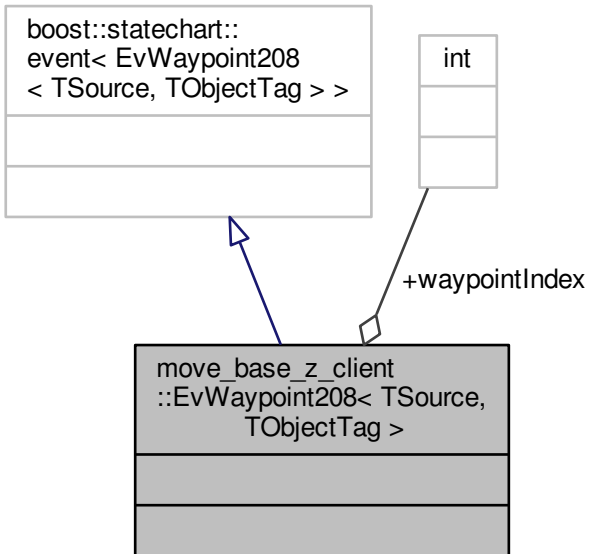 boost::statechart::
event< EvWaypoint208
< TSource, TObjectTag > >
int
+waypointIndex
move_base_z_client
::EvWaypoint208< TSource,
TObjectTag >